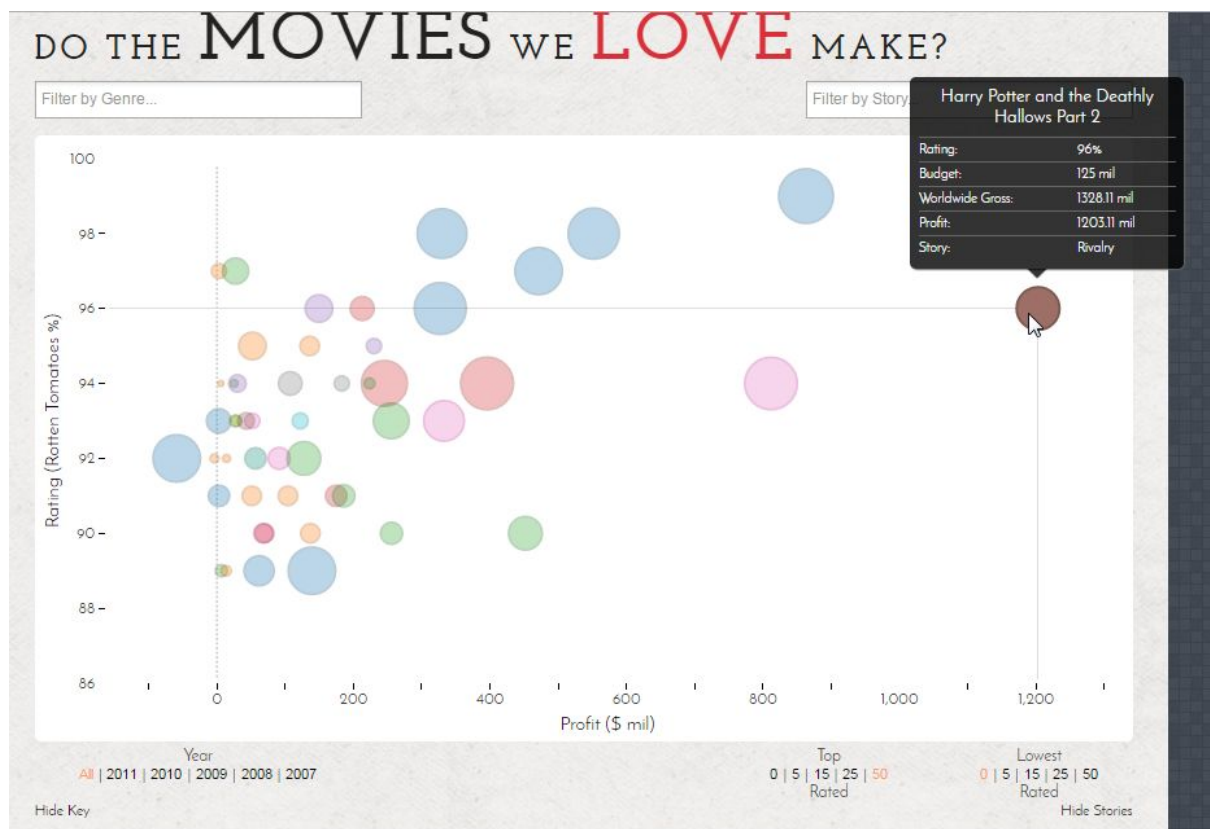 DO THE MOVIES WE LOVE MAKE?
Filter by Genre...
Filter by Story
Harry Potter and the Deathly
Hallows Part 2
Rating: 96%
Budget: 125 mil
Worldwide Gross: 1328.11 mil
Profit: 1203.11 mil
Story: Rivalry
100
98
96
94
92
90
88
86
Rating (Rotten Tomatoes %)
0 200 400 600 800 1,000 1,200
Profit ($ mil)
Year
All | 2011 | 2010 | 2009 | 2008 | 2007
Top
0 | 5 | 15 | 25 | 50
Rated
Lowest
0 | 5 | 15 | 25 | 50
Rated
Hide Key
Hide Stories